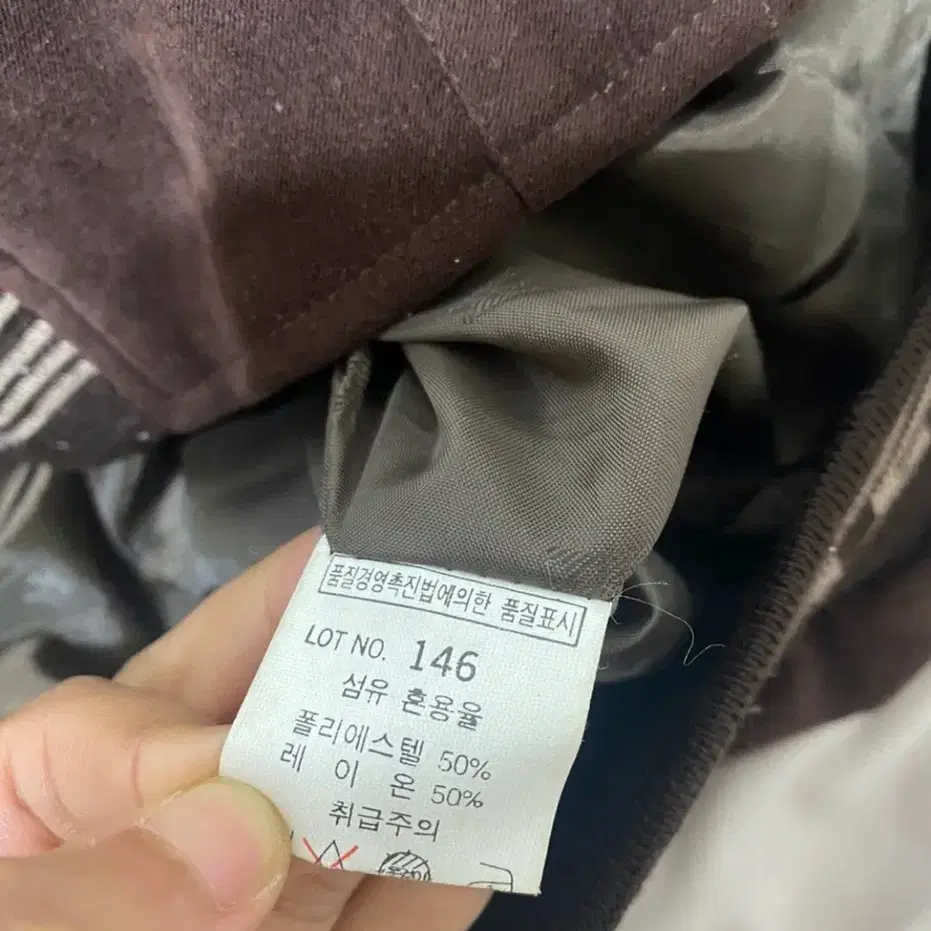 품질경영촉진법에의한 품질표시
LOT NO. 146
섬유 혼용율
폴리에스텔 50%
레 이 온 50%
취급주의